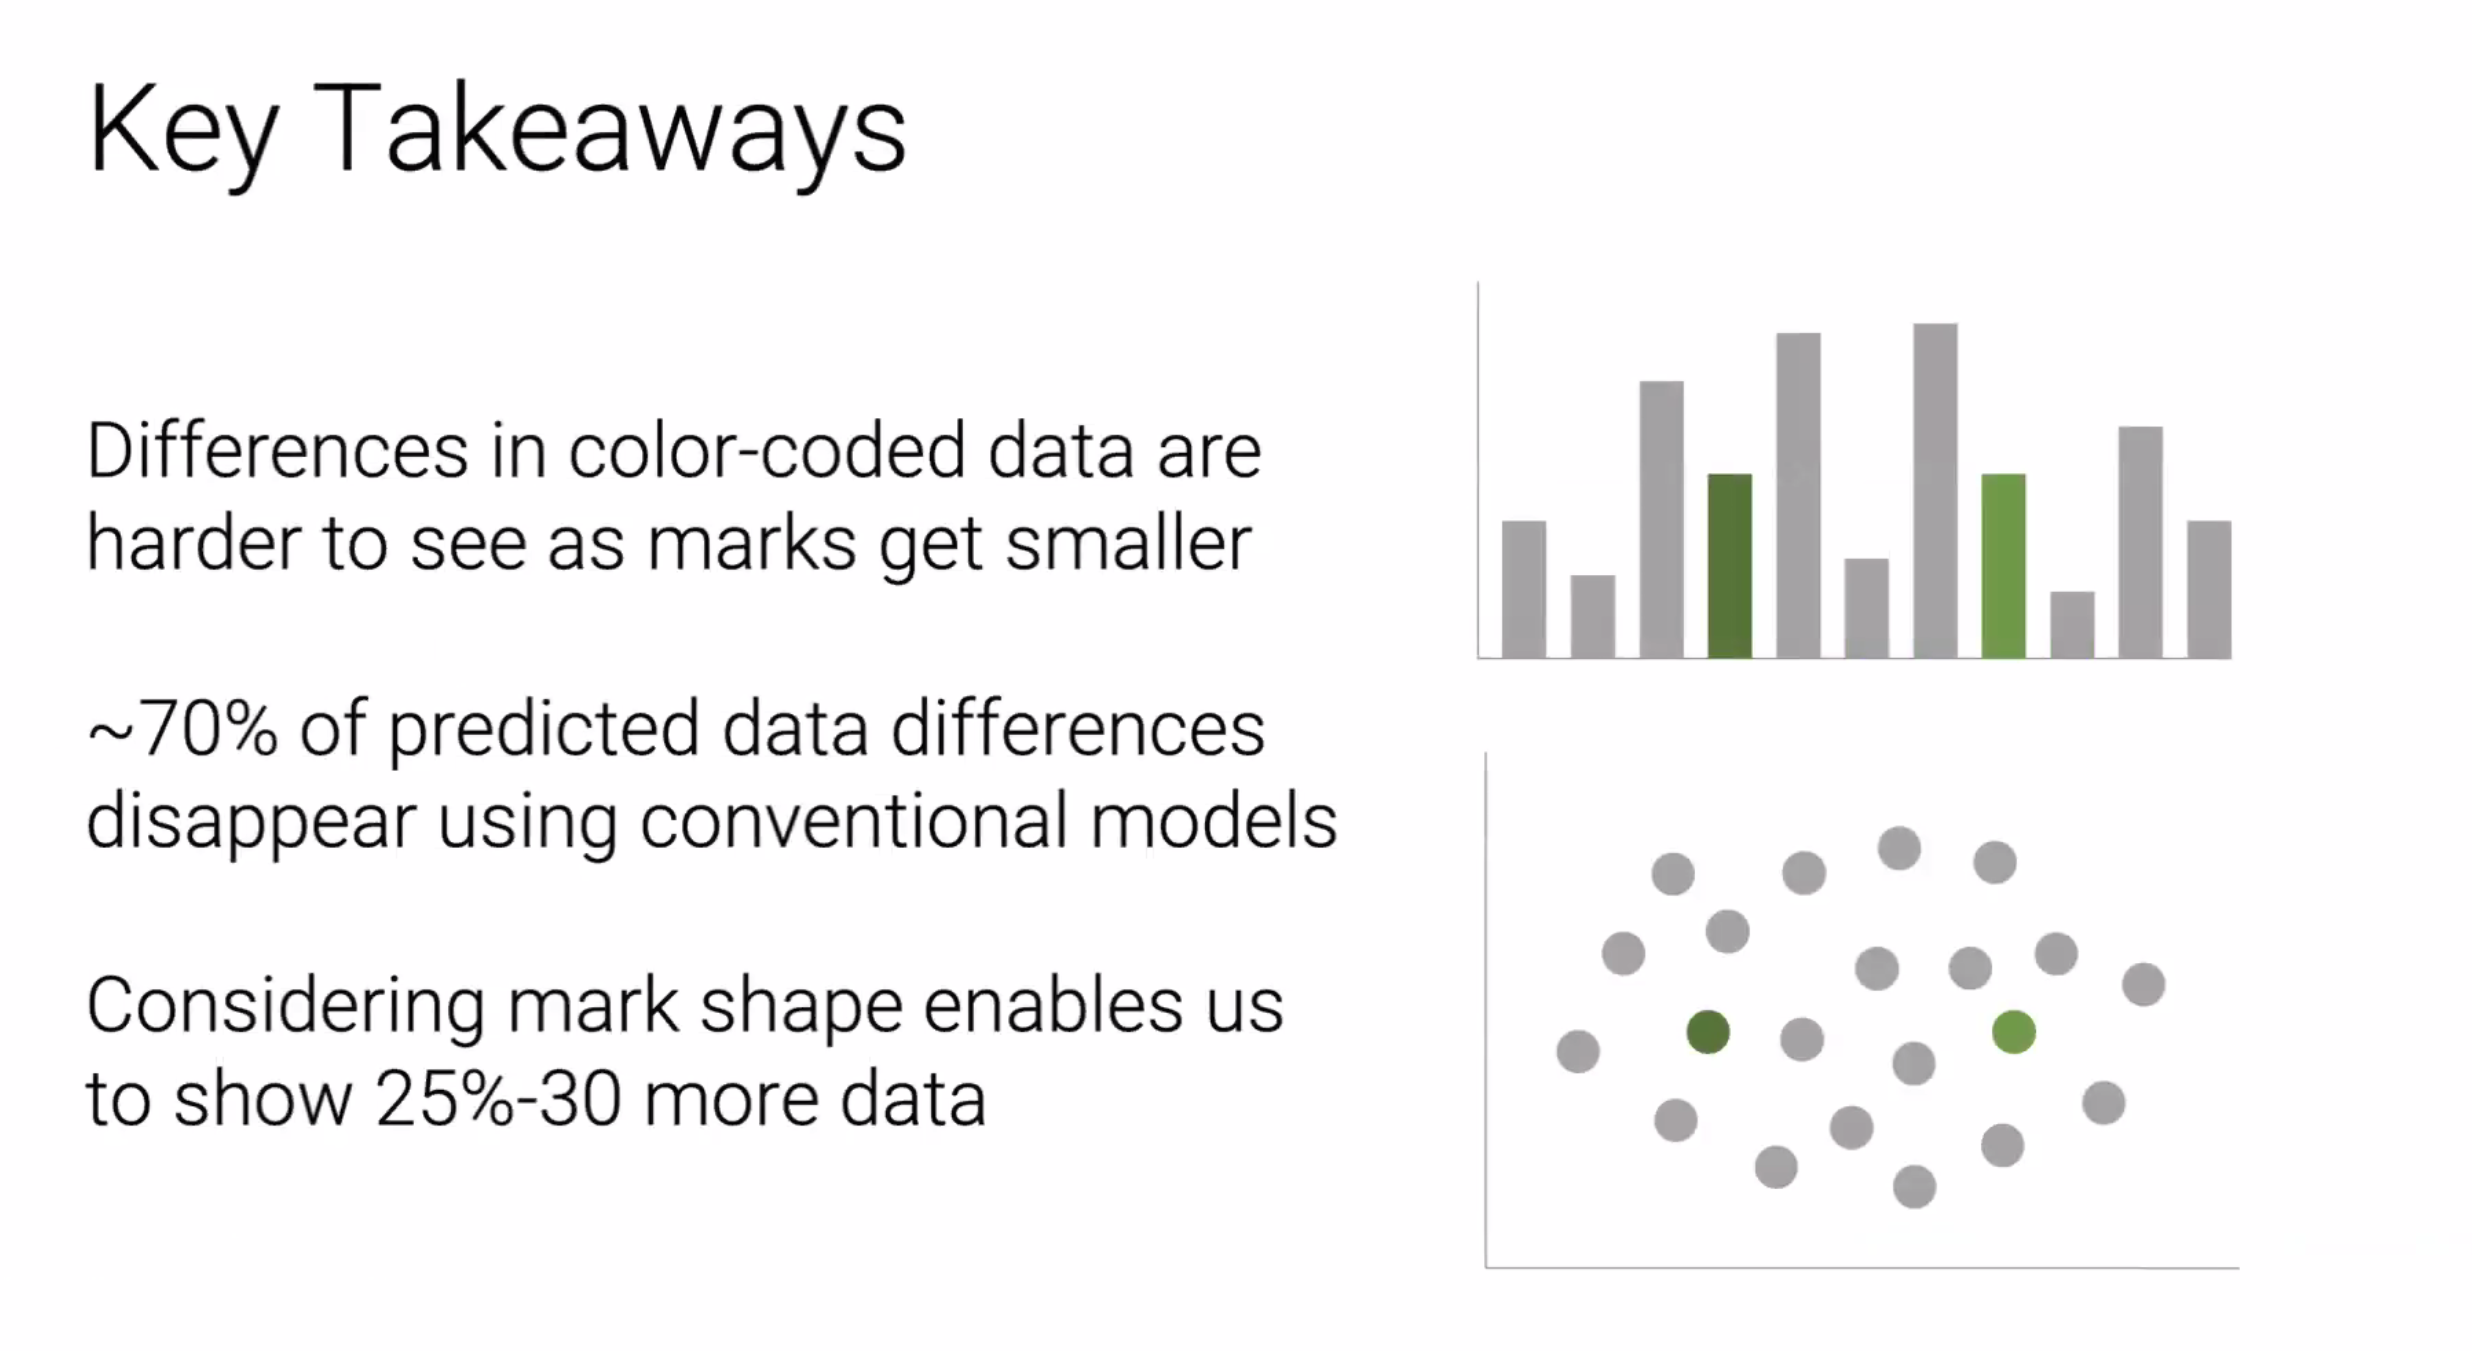 Key Takeaways
Differences in color-coded data are
harder to see as marks get smaller
~70% of predicted data differences
disappear using conventional models
Considering mark shape enables us
to show 25%-30 more data